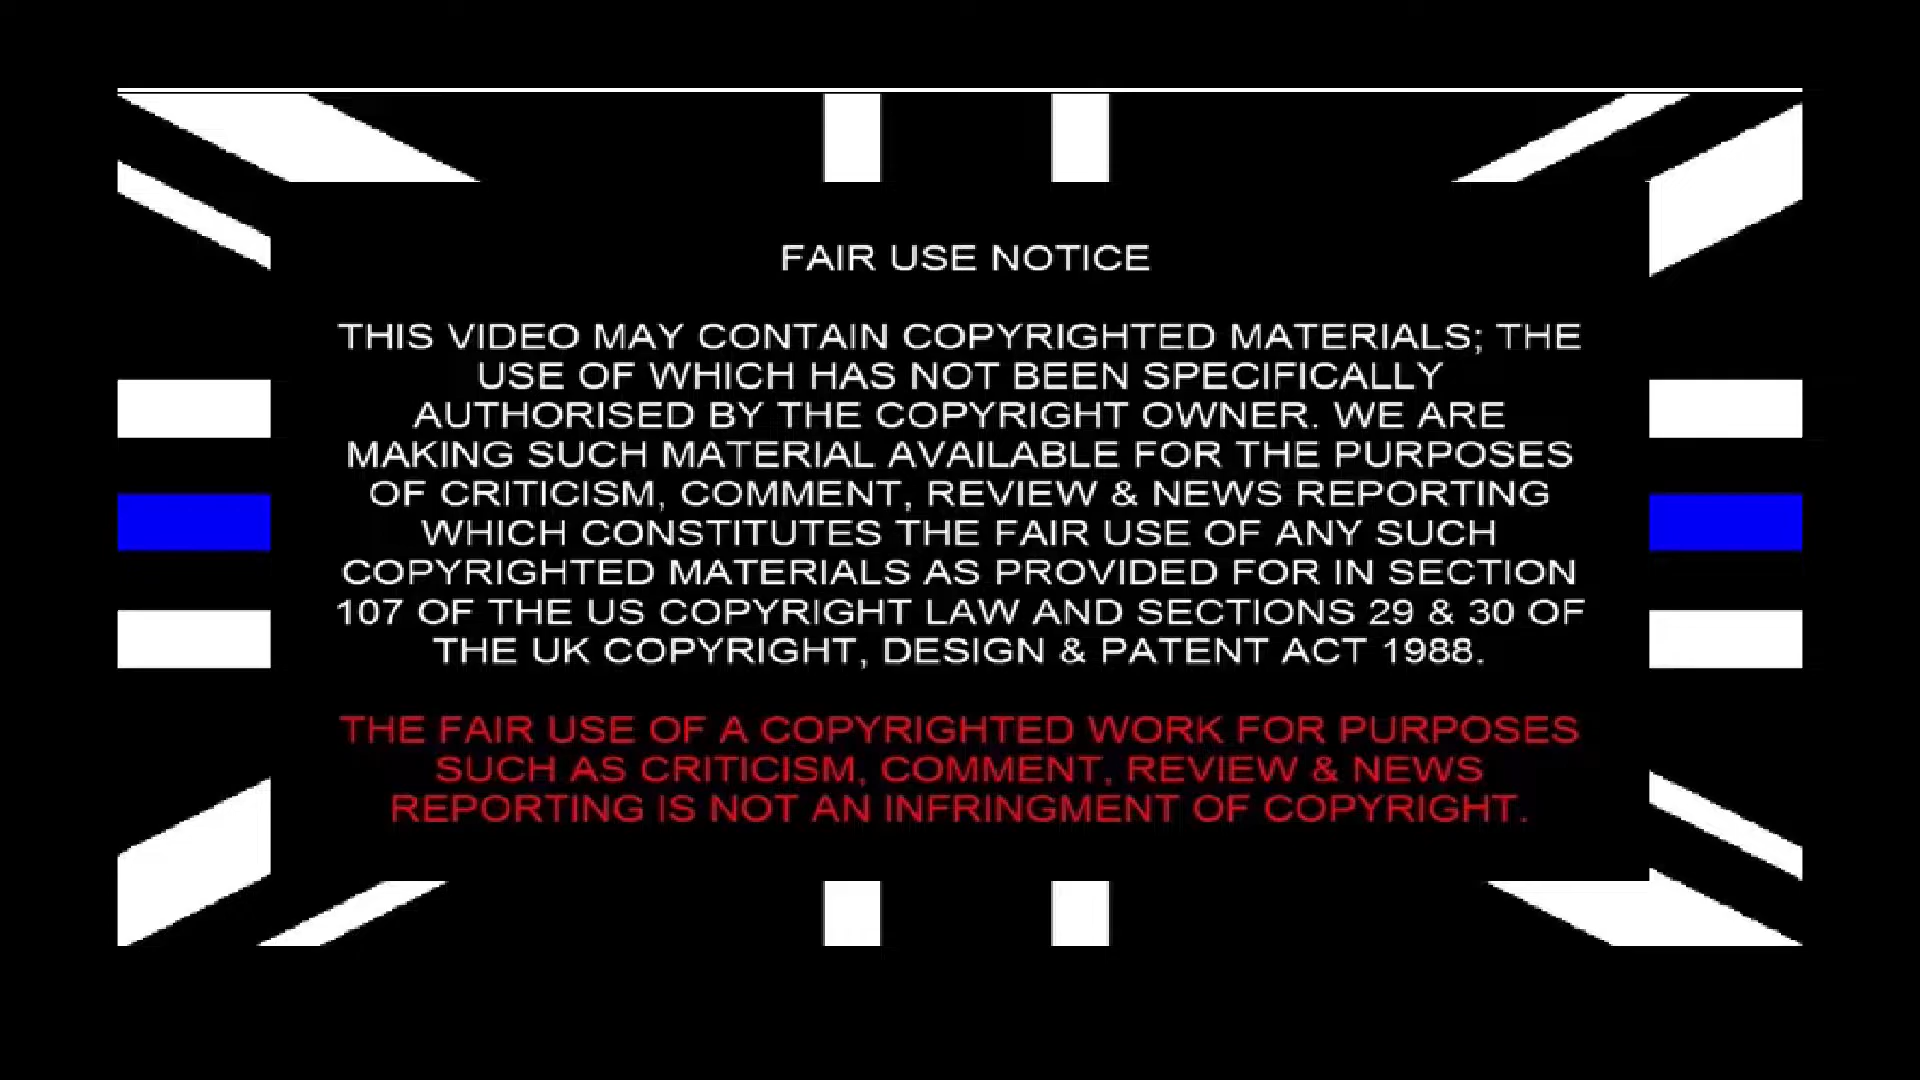 FAIR USE NOTICE
THIS VIDEO MAY CONTAIN COPYRIGHTED MATERIALS; THE
USE OF WHICH HAS NOT BEEN SPECIFICALLY
AUTHORISED BY THE COPYRIGHT OWNER. WE ARE
MAKING SUCH MATERIAL AVAILABLE FOR THE PURPOSES
OF CRITICISM, COMMENT, REVIEW & NEWS REPORTING
WHICH CONSTITUTES THE FAIR USE OF ANY SUCH
COPYRIGHTED MATERIALS AS PROVIDED FOR IN SECTION
107 OF THE US COPYRIGHT LAW AND SECTIONS 29 & 30 OF
THE UK COPYRIGHT, DESIGN & PATENT ACT 1988.
THE FAIR USE OF A COPYRIGHTED WORK FOR PURPOSES
SUCH AS CRITICISM, COMMENT, REVIEW & NEWS
REPORTING IS NOT AN INFRINGMENT OF COPYRIGHT.